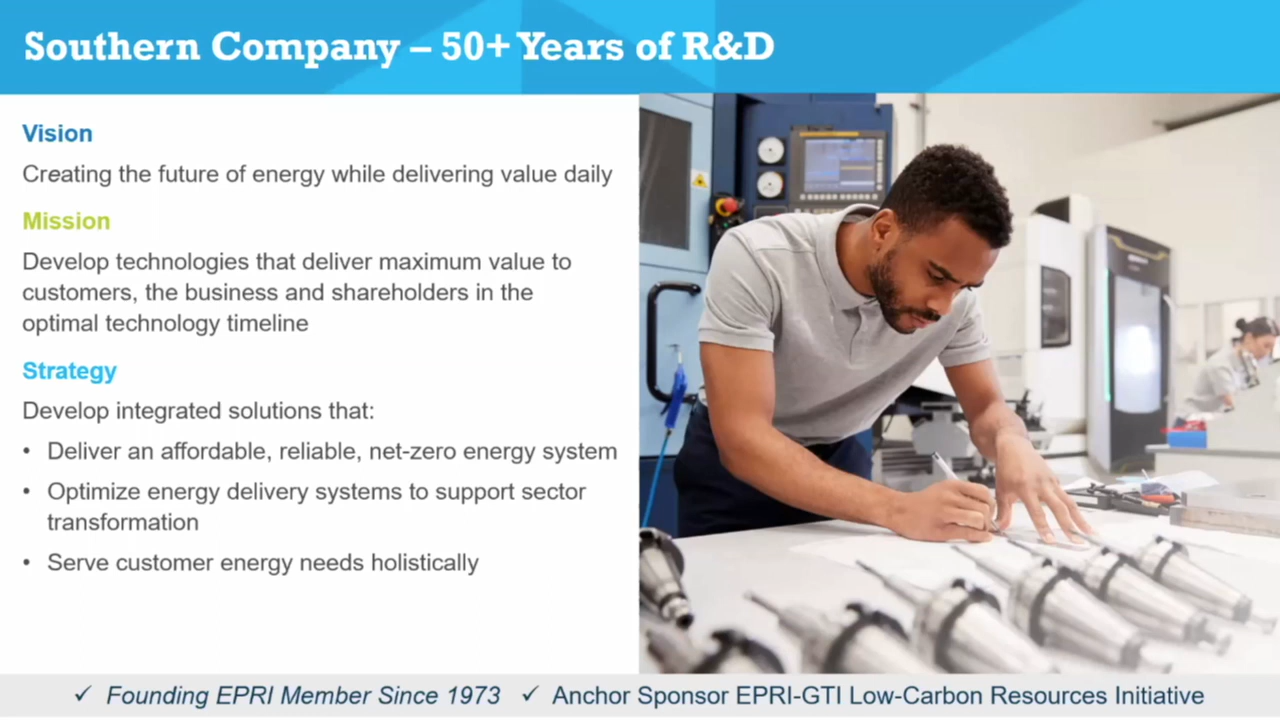 Southern Company – 50+ Years of R&D
Vision
Creating the future of energy while delivering value daily
Mission
Develop technologies that deliver maximum value to
customers, the business and shareholders in the
optimal technology timeline
Strategy
Develop integrated solutions that:
• Deliver an affordable, reliable, net-zero energy system
• Optimize energy delivery systems to support sector
transformation
• Serve customer energy needs holistically
✓ Founding EPRI Member Since 1973 ✓ Anchor Sponsor EPRI-GTI Low-Carbon Resources Initiative